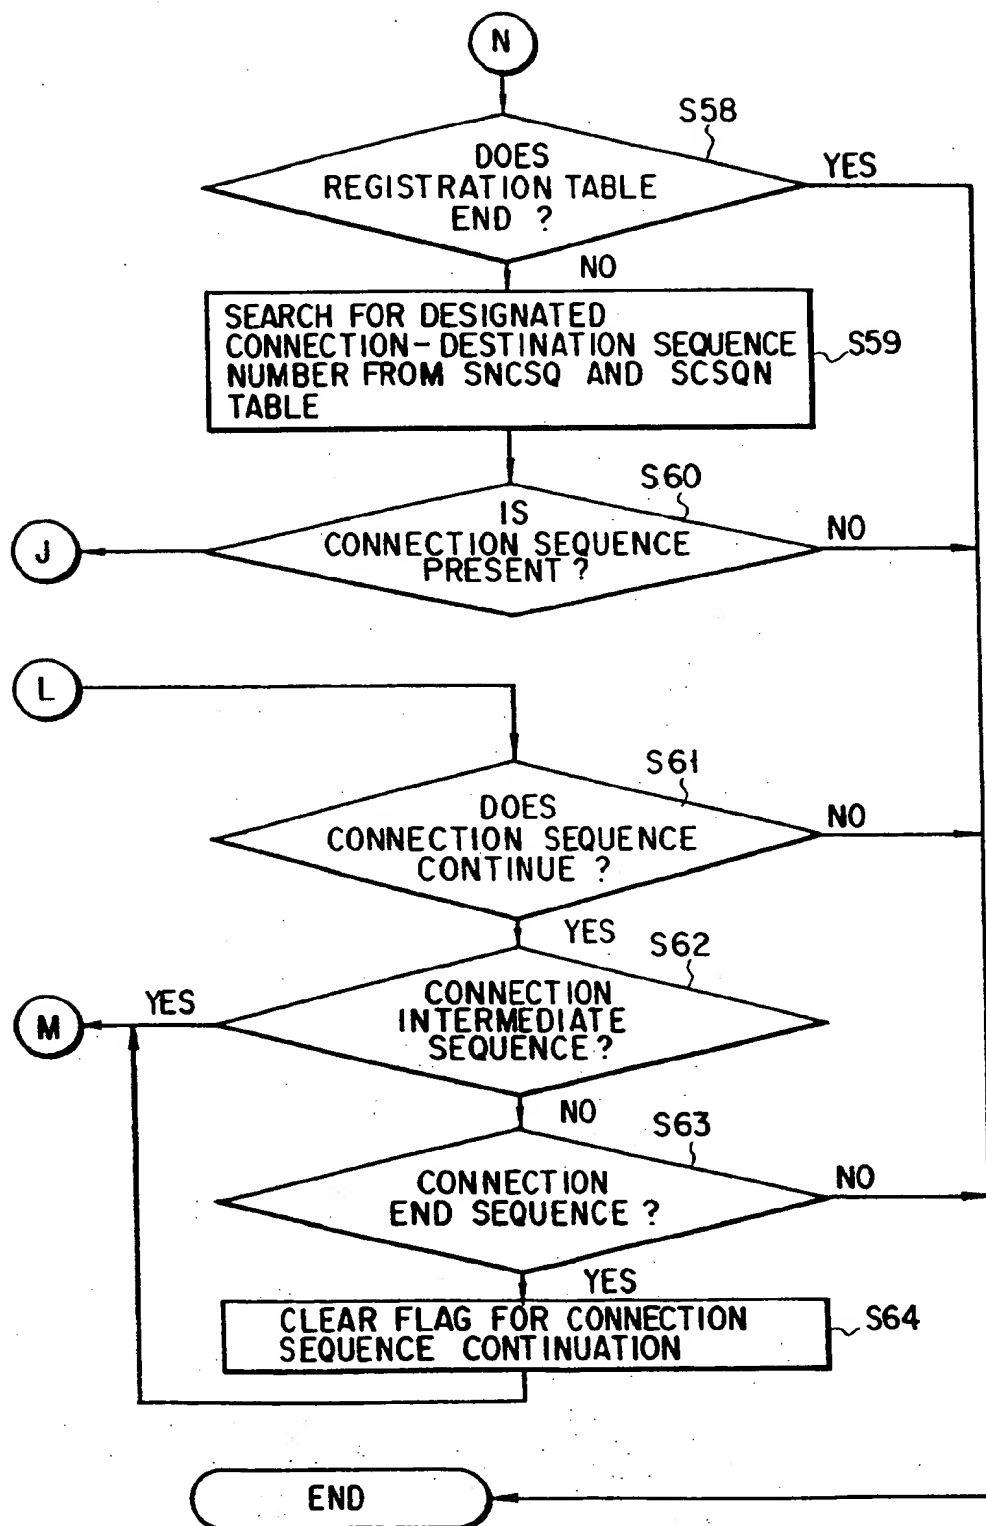 N
S58
DOES
REGISTRATION TABLE
END ?
YES
NO
SEARCH FOR DESIGNATED
CONNECTION-DESTINATION SEQUENCE
NUMBER FROM SNCSQ AND SCSQN
TABLE
S59
S60
IS
CONNECTION SEQUENCE
PRESENT ?
NO
J
L
S61
DOES
CONNECTION SEQUENCE
CONTINUE ?
NO
YES
S62
CONNECTION
INTERMEDIATE
SEQUENCE ?
YES
M
NO
S63
CONNECTION
END SEQUENCE ?
NO
YES
CLEAR FLAG FOR CONNECTION
SEQUENCE CONTINUATION
S64
END